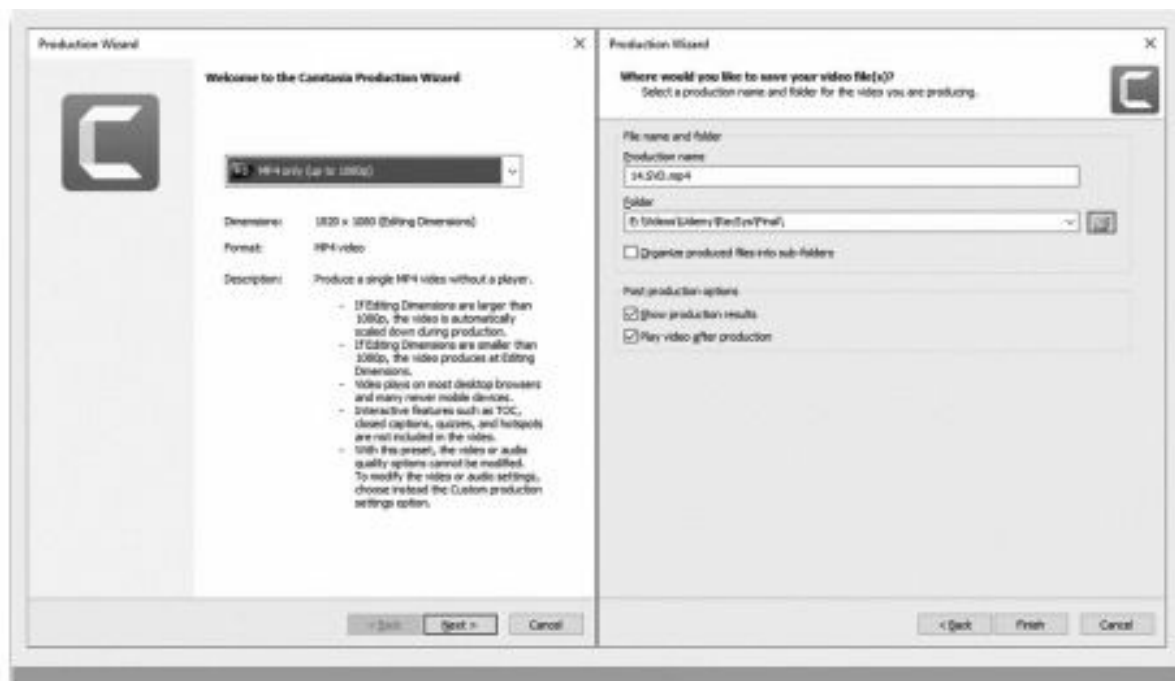 Production Wizard
Welcome to the Camtasia Production Wizard
MP4 only (up to 1080p)
Dimensions: 1920 x 1080 (Editing Dimensions)
Format: MP4 video
Description: Produce a single MP4 video without a player.
- If Editing Dimensions are larger than
1080p, the video is automatically
scaled down during production.
- If Editing Dimensions are smaller than
1080p, the video produces at Editing
Dimensions.
- Video plays on most desktop browsers
and many newer mobile devices.
- Interactive features such as TOC,
closed captions, quizzes, and hotspots
are not included in the video.
- With this preset, the video or audio
quality options cannot be modified.
To modify the video or audio settings,
choose instead the Custom production
settings option.
< Back Next > Cancel
Production Wizard
Where would you like to save your video file(s)?
Select a production name and folder for the video you are producing.
File name and folder
Production name
14.SVD.mp4
Folder
E:\Videos\Udemy\RecSys\Final\
Organize produced files into sub-folders
Post production options
Show production results
Play video after production
< Back Finish Cancel